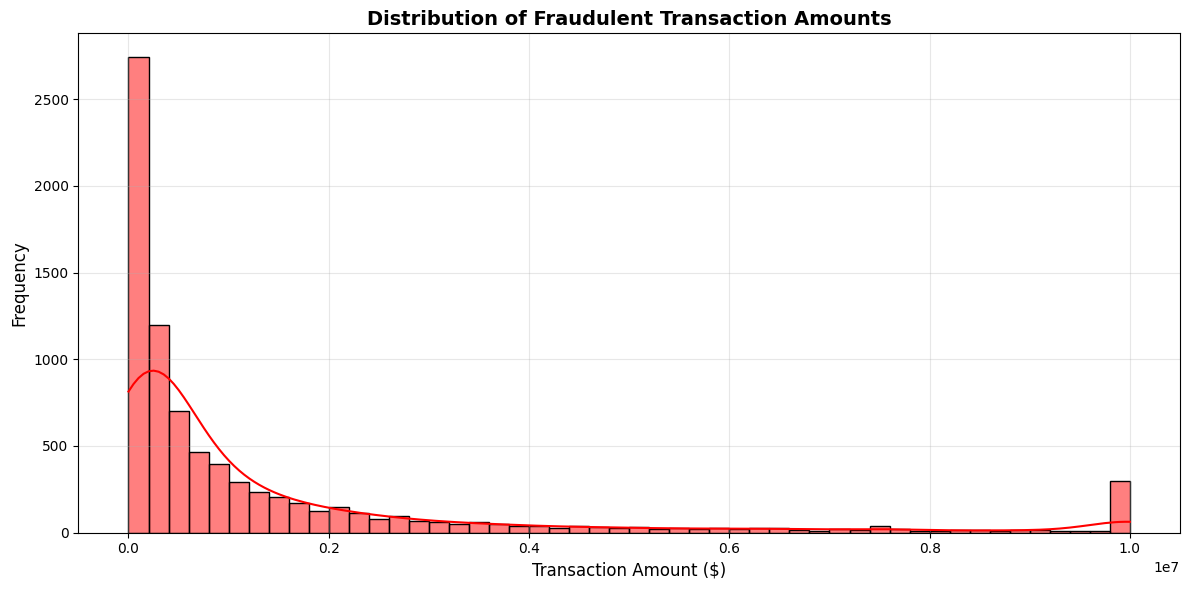 Distribution of Fraudulent Transaction Amounts
Frequency
2500
2000
1500
1000
500
0
0.0 0.2 0.4 0.6 0.8 1.0
1e7
Transaction Amount ($)